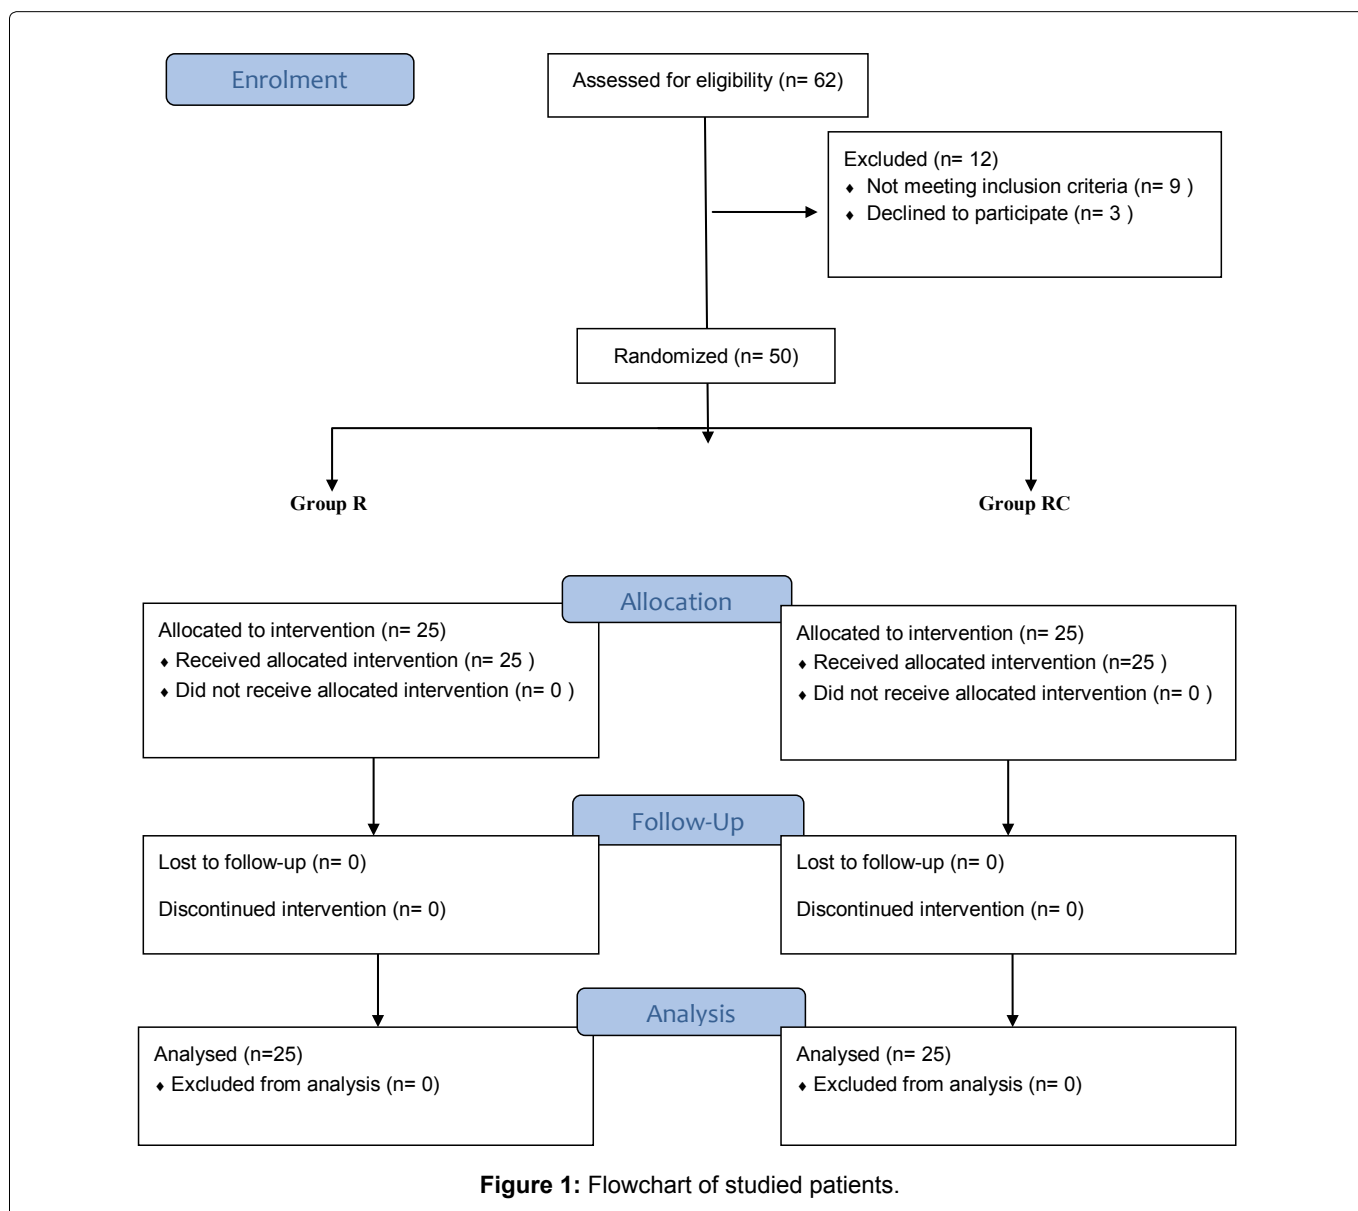 Enrolment
Assessed for eligibility (n= 62)
Excluded (n= 12)
♦ Not meeting inclusion criteria (n= 9 )
♦ Declined to participate (n= 3 )
Randomized (n= 50)
Group R
Group RC
Allocation
Allocated to intervention (n= 25)
♦ Received allocated intervention (n= 25 )
♦ Did not receive allocated intervention (n= 0 )
Allocated to intervention (n= 25)
♦ Received allocated intervention (n=25 )
♦ Did not receive allocated intervention (n= 0 )
Follow-Up
Lost to follow-up (n= 0)
Discontinued intervention (n= 0)
Lost to follow-up (n= 0)
Discontinued intervention (n= 0)
Analysis
Analysed (n=25)
♦ Excluded from analysis (n= 0)
Analysed (n= 25)
♦ Excluded from analysis (n= 0)
Figure 1: Flowchart of studied patients.